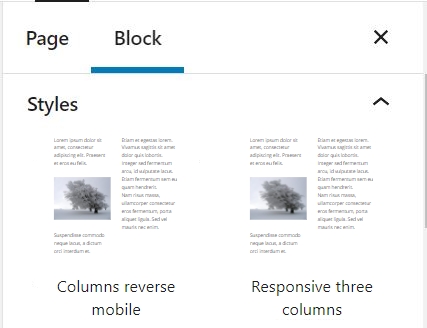 Page
Block
Styles
Lorem ipsum dolor sit
amet, consectetur
adipiscing elit. Praesent
et eros eu felis.
Suspendisse commodo
neque lacus, a dictum
orci interdum et.
Etiam et egestas lorem.
Vivamus sagittis sit amet
dolor quis lobortis.
Integer sed fermentum
arcu, id vulputate lacus.
Etiam fermentum sem eu
quam hendrerit.
Nam risus massa,
ullamcorper consectetur
eros fermentum, porta
aliquet ligula. Sed vel
mauris nec enim.
Columns reverse
mobile
Lorem ipsum dolor sit
amet, consectetur
adipiscing elit. Praesent
et eros eu felis.
Suspendisse commodo
neque lacus, a dictum
orci interdum et.
Etiam et egestas lorem.
Vivamus sagittis sit amet
dolor quis lobortis.
Integer sed fermentum
arcu, id vulputate lacus.
Etiam fermentum sem eu
quam hendrerit.
Nam risus massa,
ullamcorper consectetur
eros fermentum, porta
aliquet ligula. Sed vel
mauris nec enim.
Responsive three
columns